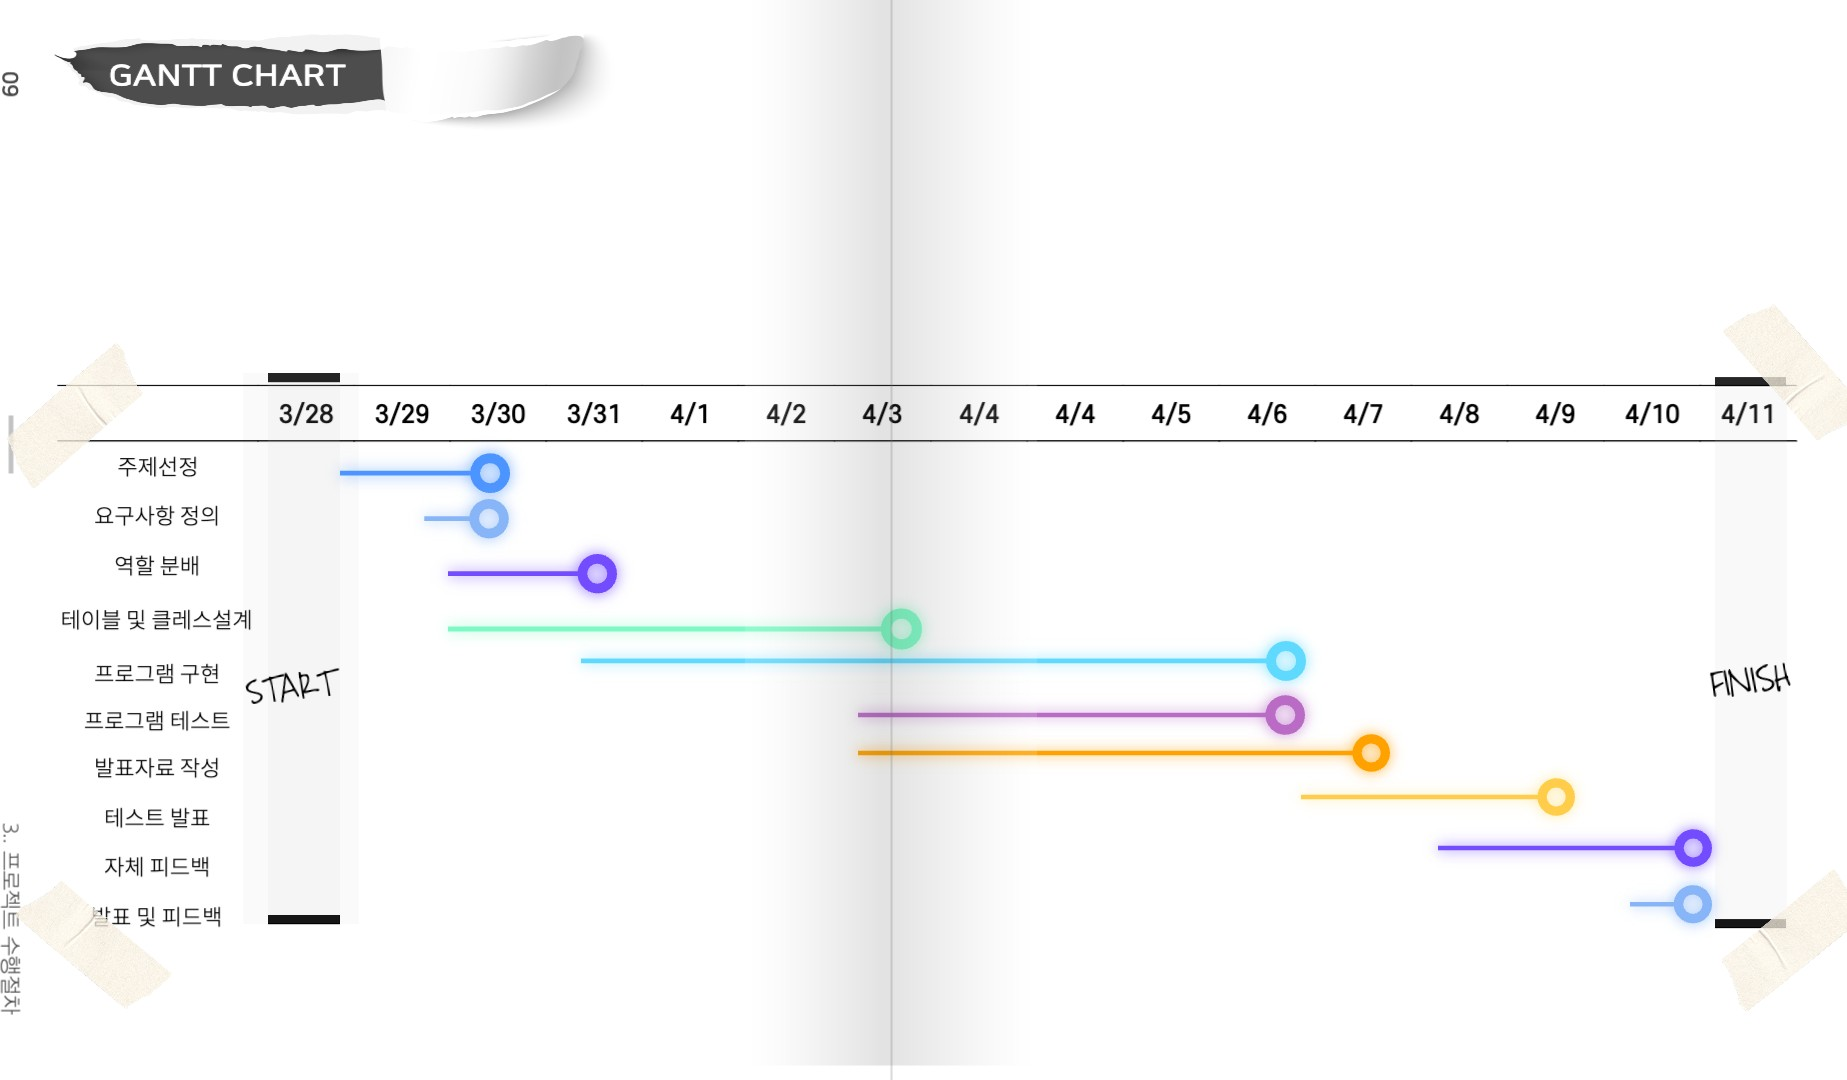 09
GANTT CHART
3/28 3/29 3/30 3/31 4/1 4/2 4/3 4/4 4/4 4/5 4/6 4/7 4/8 4/9 4/10 4/11
주제선정
요구사항 정의
역할 분배
테이블 및 클레스설계
프로그램 구현
START
FINISH
프로그램 테스트
발표자료 작성
테스트 발표
자체 피드백
발표 및 피드백
3.. 프로젝트 수행절차